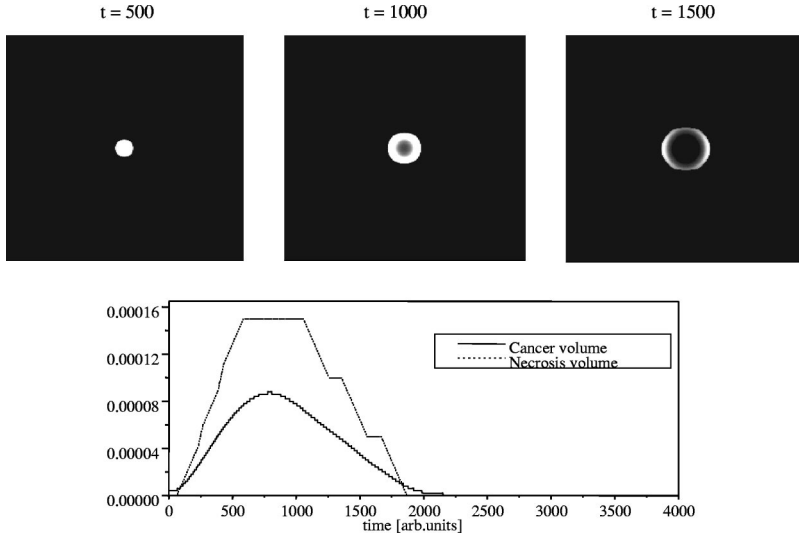 t = 500
t = 1000
t = 1500
0.00016
0.00012
0.00008
0.00004
0.00000
Cancer volume
Necrosis volume
0 500 1000 1500 2000 2500 3000 3500 4000
time [arb.units]